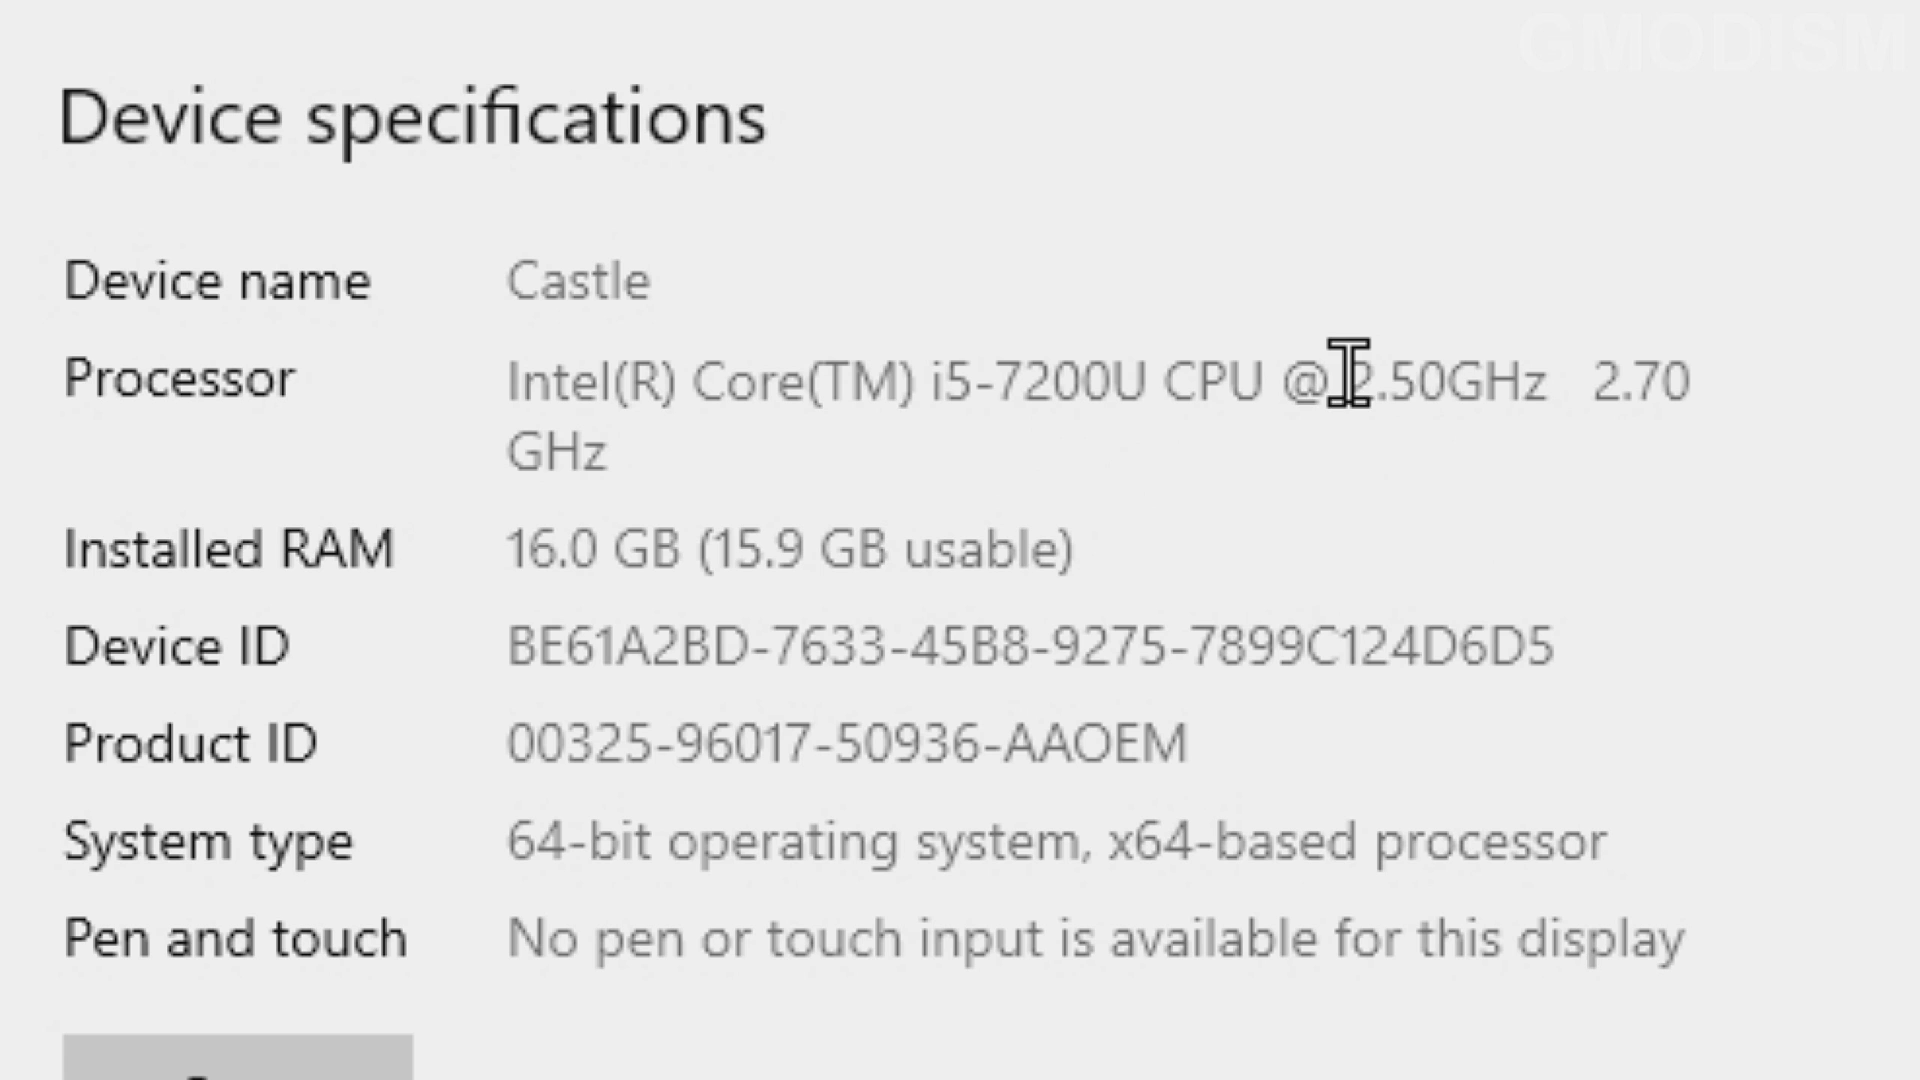 GMODISM
Device specifications
Device name Castle
Processor Intel(R) Core(TM) i5-7200U CPU @ 2.50GHz 2.70
GHz
Installed RAM 16.0 GB (15.9 GB usable)
Device ID BE61A2BD-7633-45B8-9275-7899C124D6D5
Product ID 00325-96017-50936-AAOEM
System type 64-bit operating system, x64-based processor
Pen and touch No pen or touch input is available for this display